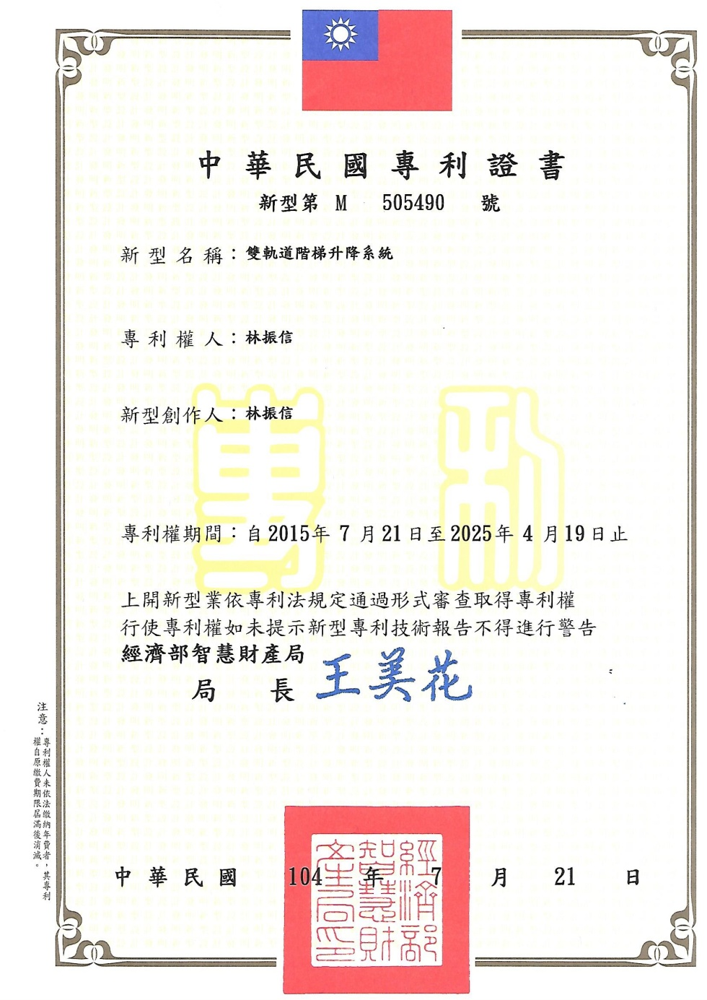 中華民國專利證書
新型第 M 505490 號
新型名稱：雙軌道階梯升降系統
專利權人：林振信
新型創作人：林振信
專利
專利權期間：自2015年 7 月21日至2025年 4 月19日止
上開新型業依專利法規定通過形式審查取得專利權
行使專利權如未提示新型專利技術報告不得進行警告
經濟部智慧財產局
局長 王美花
注意：專利權人未依法繳納年費者，其專利
權自原繳費期限屆滿後消滅。
中華民國 104 年 7 月 21 日
經濟部
智慧財
產局印